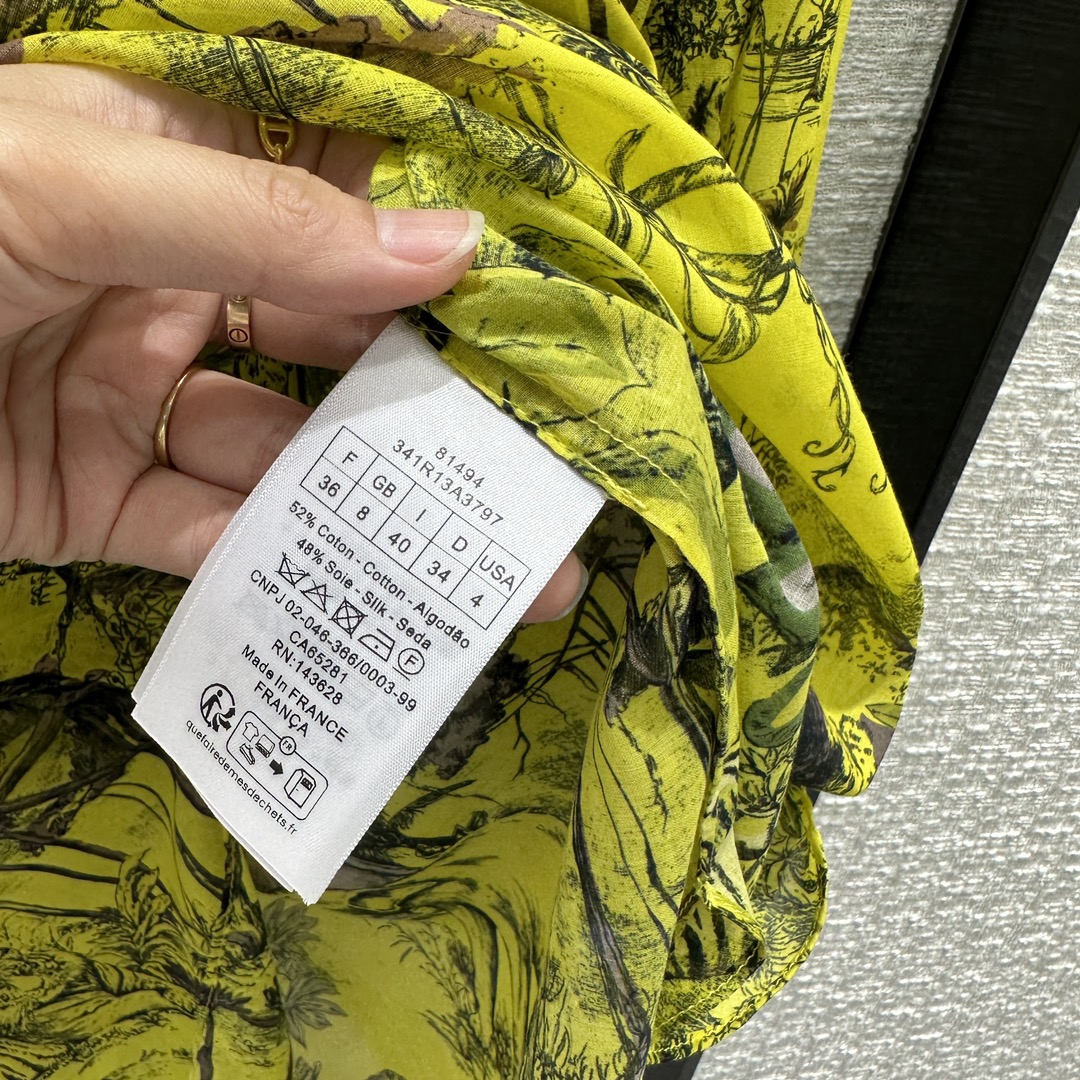 81494
341R13A3797
F GB I D USA
36 8 40 34 4
52% Coton - Cotton - Algodão
48% Soie - Silk - Seda
F
CNPJ 02-046-366/0003-99
CA65281
RN:143628
Made In FRANCE
FRANÇA
FR
quefairedemesdechets.fr